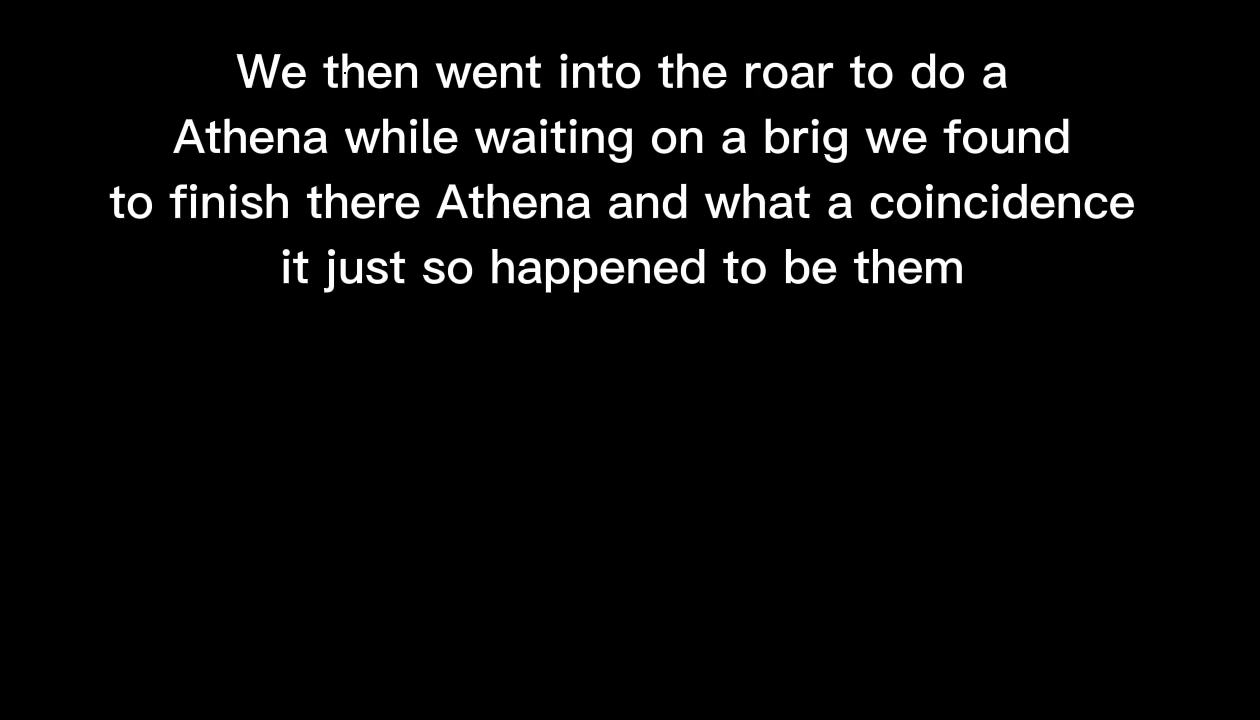 We then went into the roar to do a
Athena while waiting on a brig we found
to finish there Athena and what a coincidence
it just so happened to be them